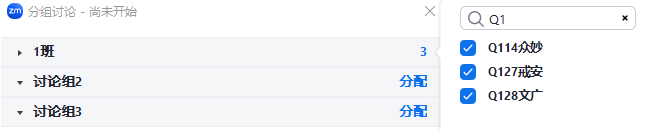 zm 分组讨论 - 尚未开始
1班 3
讨论组2 分配
讨论组3 分配
Q1
Q114众妙
Q127戒安
Q128文广